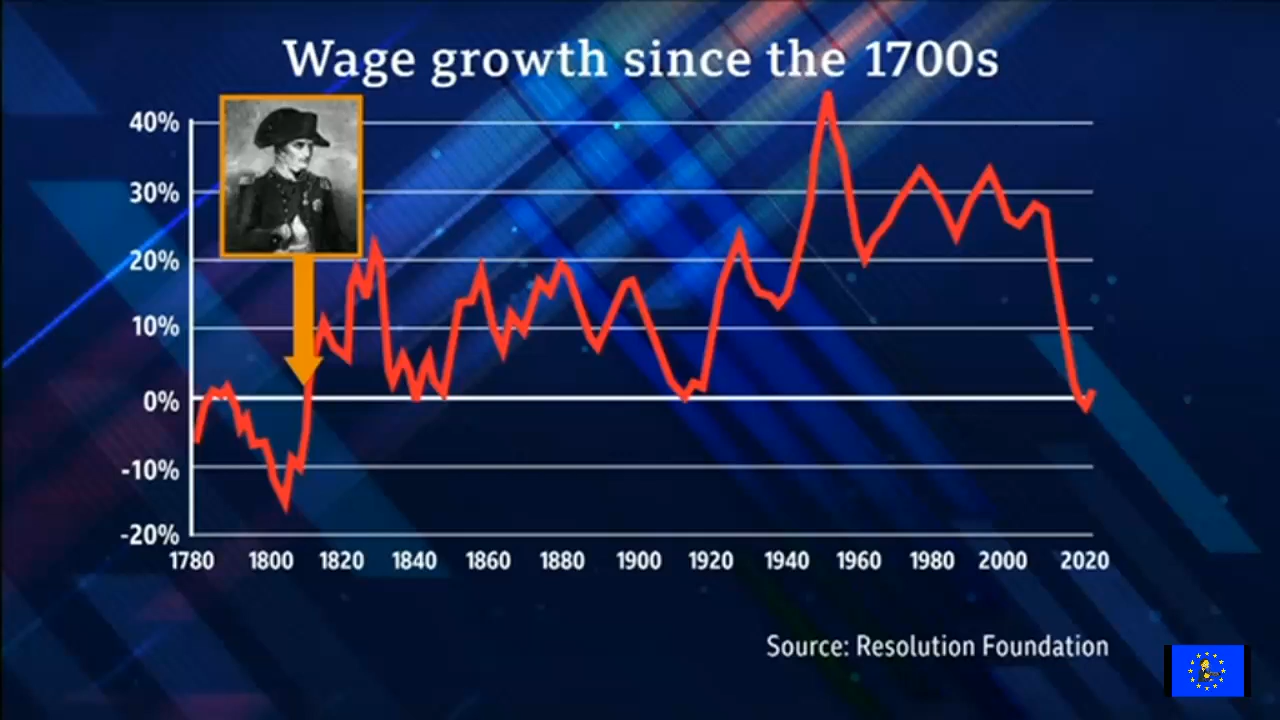 Wage growth since the 1700s
40%
30%
20%
10%
0%
-10%
-20%
1780 1800 1820 1840 1860 1880 1900 1920 1940 1960 1980 2000 2020
Source: Resolution Foundation